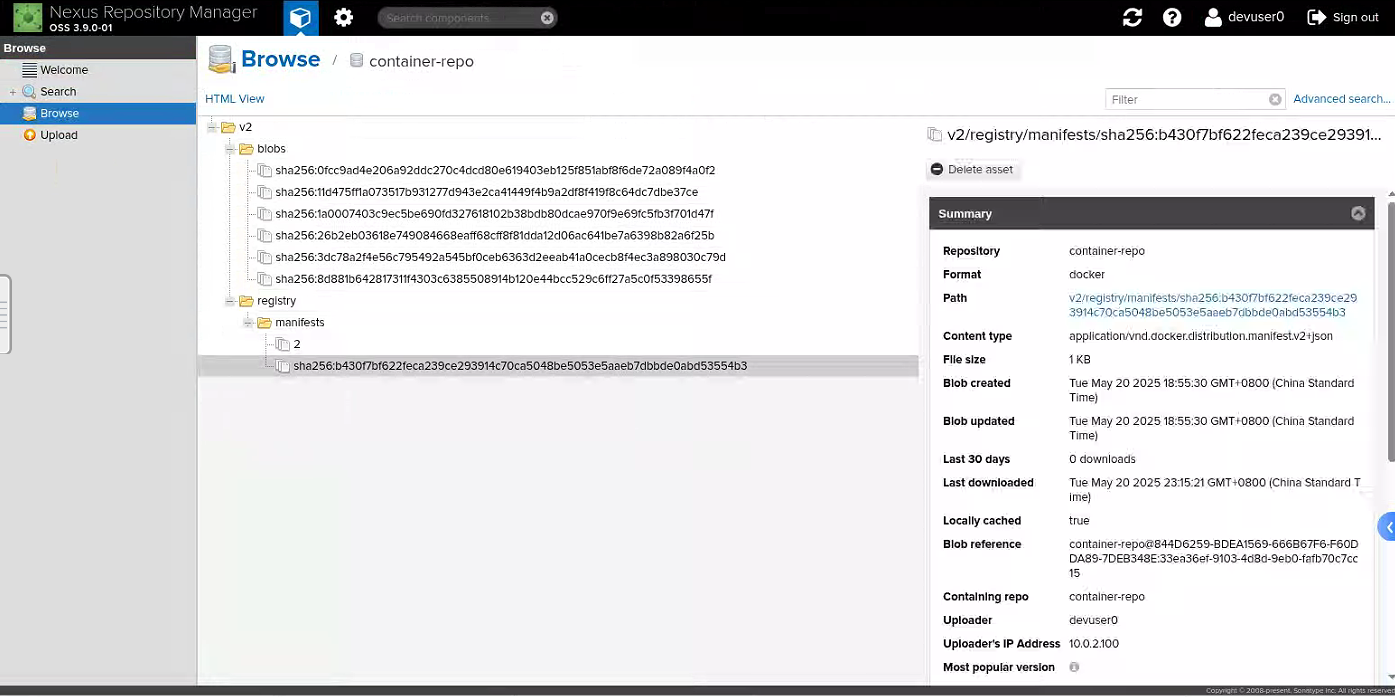 Nexus Repository Manager
OSS 3.9.0-01
Search components
devuser0
Sign out
Browse
Welcome
Search
Browse
Upload
Browse / container-repo
HTML View
Filter
Advanced search...
v2
blobs
sha256:0fcc9ad4e206a92ddc270c4dcd80e619403eb125f851abf8f6de72a089f4a0f2
sha256:11d475ff1a073517b931277d943e2ca41449f4b9a2df8f419f8c64dc7dbe37ce
sha256:1a0007403c9ec5be690fd327618102b38bdb80dcae970f9e69fc5fb3f701d47f
sha256:26b2eb03618e749084668eaff68cff8f81dda12d06ac641be7a6398b82a6f25b
sha256:3dc78a2f4e56c795492a545bf0ceb6363d2eeab41a0cecb8f4ec3a898030c79d
sha256:8d881b642817311f4303c6385508914b120e44bcc529c6ff27a5c0f53398655f
registry
manifests
2
sha256:b430f7bf622feca239ce293914c70ca5048be5053e5aaeb7dbbde0abd53554b3
v2/registry/manifests/sha256:b430f7bf622feca239ce29391...
Delete asset
Summary
Repository container-repo
Format docker
Path v2/registry/manifests/sha256:b430f7bf622feca239ce29
3914c70ca5048be5053e5aaeb7dbbde0abd53554b3
Content type application/vnd.docker.distribution.manifest.v2+json
File size 1 KB
Blob created Tue May 20 2025 18:55:30 GMT+0800 (China Standard
Time)
Blob updated Tue May 20 2025 18:55:30 GMT+0800 (China Standard
Time)
Last 30 days 0 downloads
Last downloaded Tue May 20 2025 23:15:21 GMT+0800 (China Standard T
ime)
Locally cached true
Blob reference container-repo@844D6259-BDEA1569-666B67F6-F60D
DA89-7DEB348E:33ea36ef-9103-4d8d-9eb0-fafb70c7cc
15
Containing repo container-repo
Uploader devuser0
Uploader's IP Address 10.0.2.100
Most popular version
Copyright © 2008-present, Sonatype Inc. All rights reserved